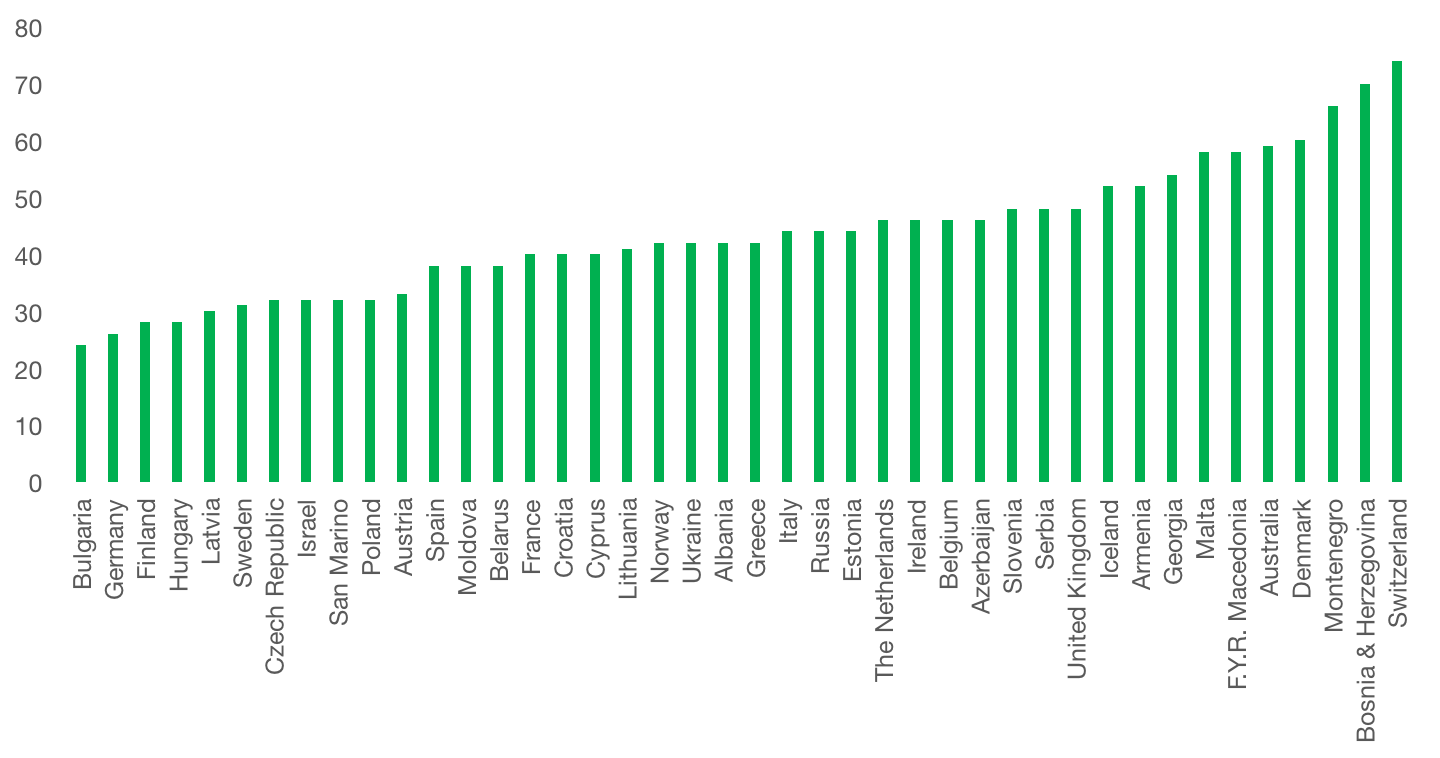 80
70
60
50
40
30
20
10
0
Bulgaria
Germany
Finland
Hungary
Latvia
Sweden
Czech Republic
Israel
San Marino
Poland
Austria
Spain
Moldova
Belarus
France
Croatia
Cyprus
Lithuania
Norway
Ukraine
Albania
Greece
Italy
Russia
Estonia
The Netherlands
Ireland
Belgium
Azerbaijan
Slovenia
Serbia
United Kingdom
Iceland
Armenia
Georgia
Malta
F.Y.R. Macedonia
Australia
Denmark
Montenegro
Bosnia & Herzegovina
Switzerland